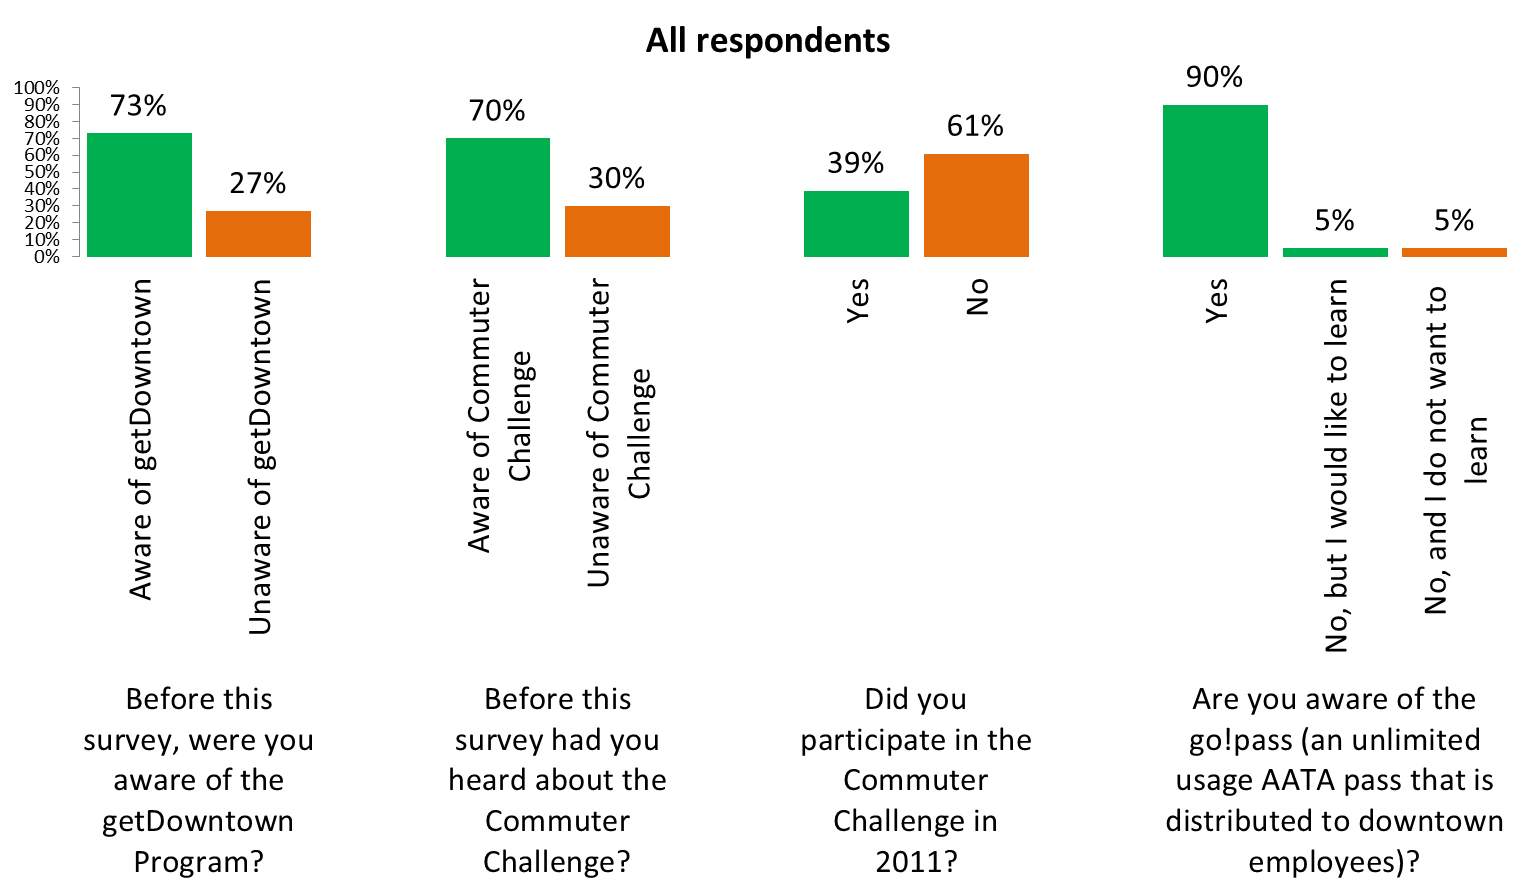 All respondents
100%
90%
80%
70%
60%
50%
40%
30%
20%
10%
0%
73%
27%
70%
30%
39%
61%
90%
5%
5%
Aware of getDowntown
Unaware of getDowntown
Aware of Commuter
Challenge
Unaware of Commuter
Challenge
Yes
No
Yes
No, but I would like to learn
No, and I do not want to
learn
Before this
survey, were you
aware of the
getDowntown
Program?
Before this
survey had you
heard about the
Commuter
Challenge?
Did you
participate in the
Commuter
Challenge in
2011?
Are you aware of the
go!pass (an unlimited
usage AATA pass that is
distributed to downtown
employees)?